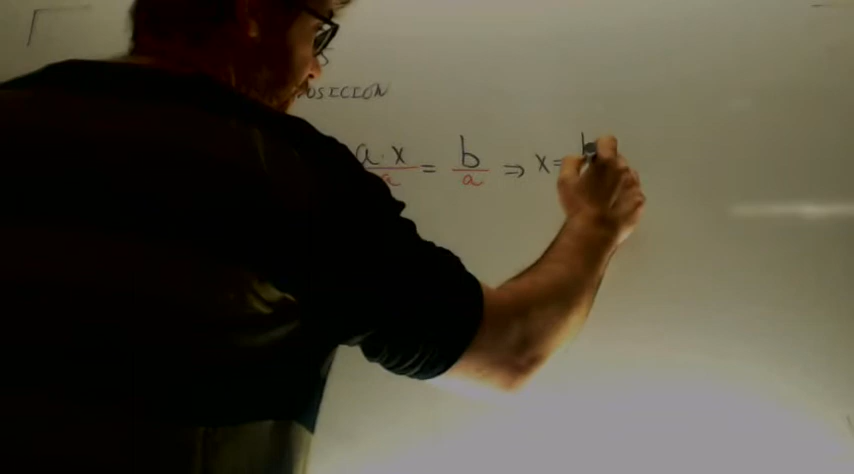 OSICION
a·x/a = b/a ⇒ x=